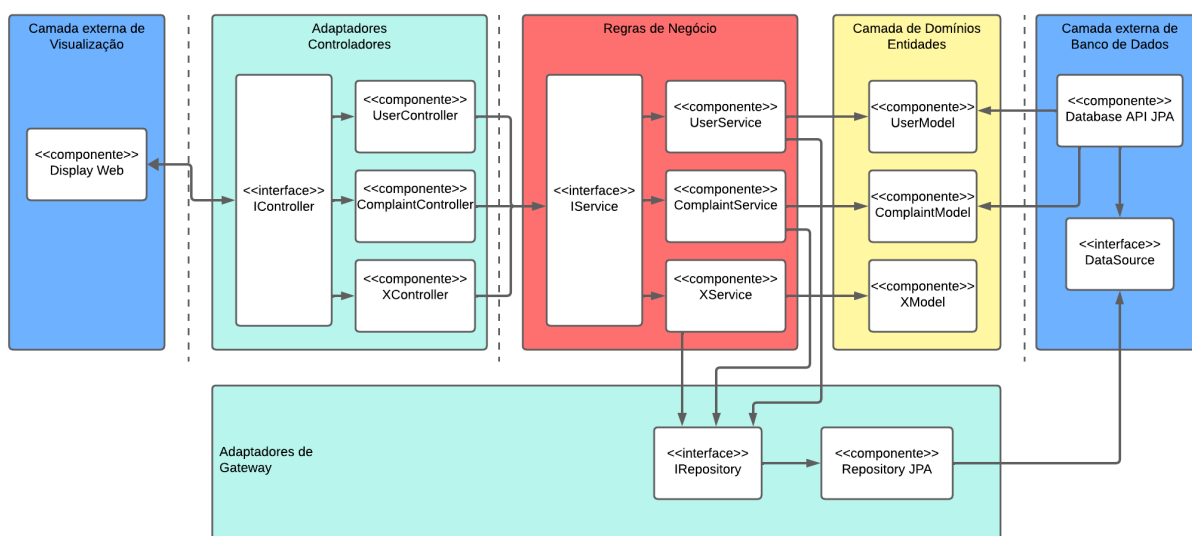 Camada externa de
Visualização
Adaptadores
Controladores
Regras de Negócio
Camada de Domínios
Entidades
Camada externa de
Banco de Dados
<<componente>>
Display Web
<<interface>>
IController
<<componente>>
UserController
<<componente>>
ComplaintController
<<componente>>
XController
<<interface>>
IService
<<componente>>
UserService
<<componente>>
ComplaintService
<<componente>>
XService
<<componente>>
UserModel
<<componente>>
ComplaintModel
<<componente>>
XModel
<<componente>>
Database API JPA
<<interface>>
DataSource
Adaptadores de
Gateway
<<interface>>
IRepository
<<componente>>
Repository JPA